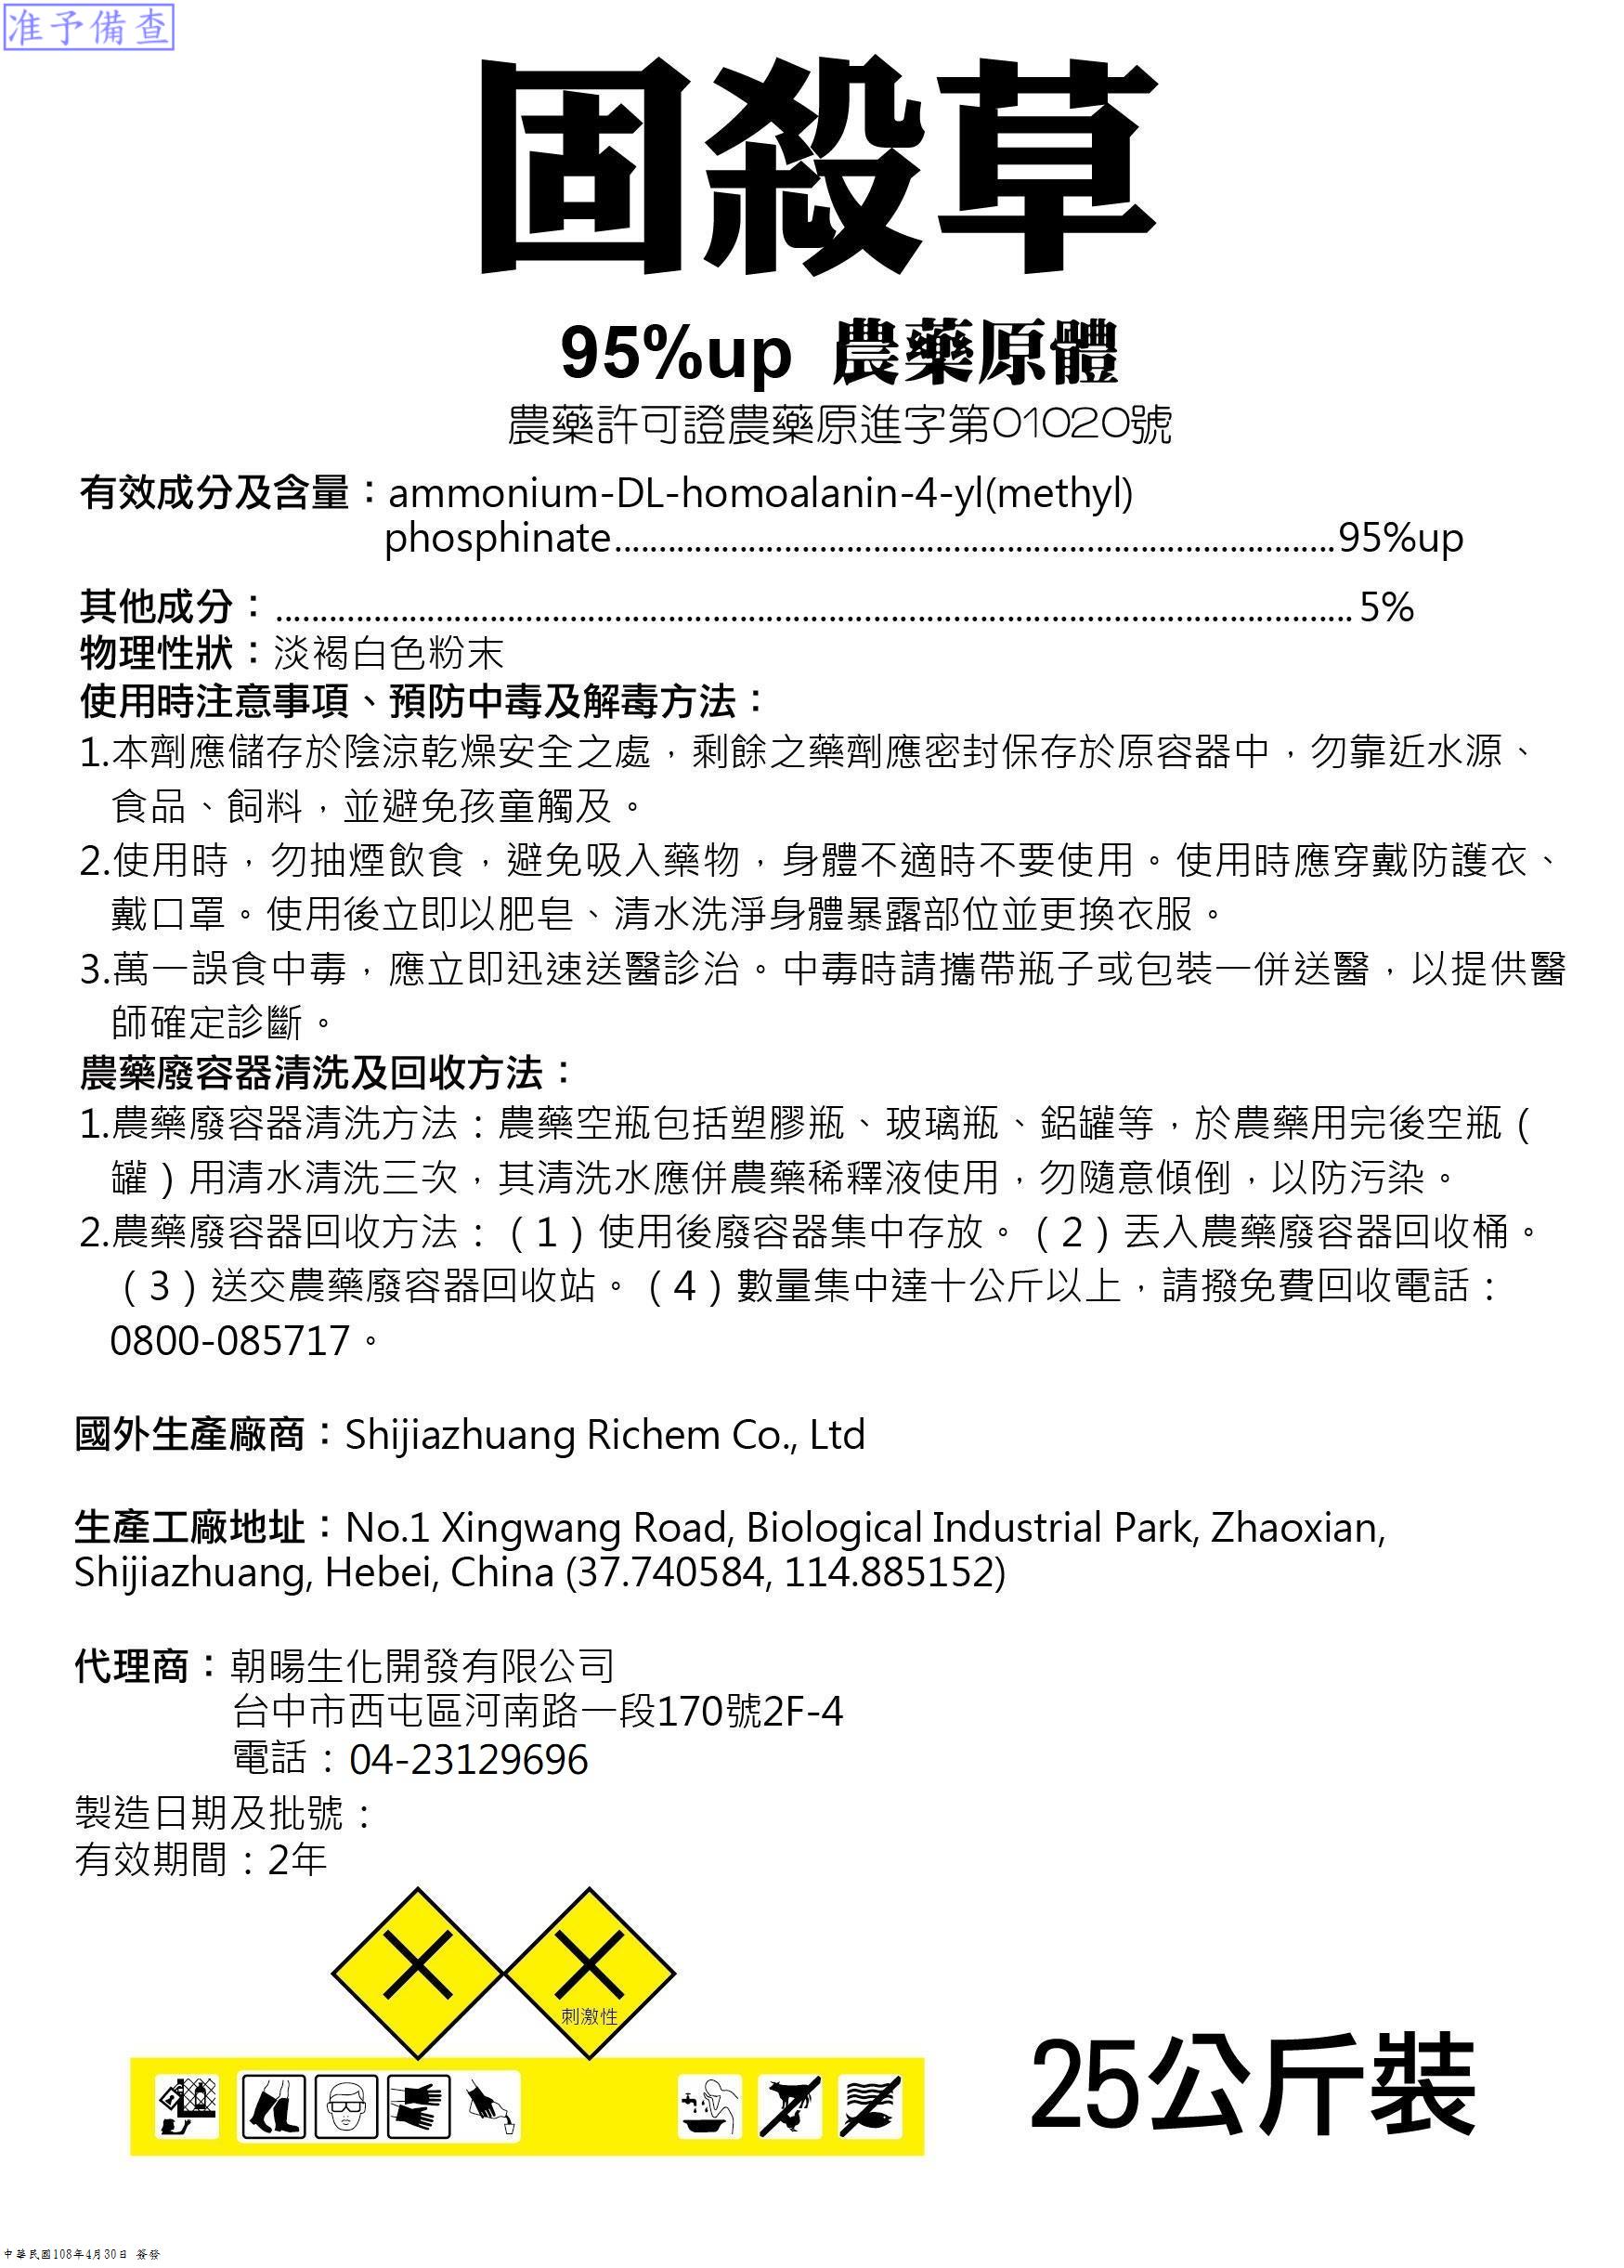 准予備查
固殺草
95%up 農藥原體
農藥許可證農藥原進字第01020號
有效成分及含量：ammonium-DL-homoalanin-4-yl(methyl)
phosphinate................................................................................95%up
其他成分：........................................................................................................................5%
物理性狀：淡褐白色粉末
使用時注意事項、預防中毒及解毒方法：
1.本劑應儲存於陰涼乾燥安全之處，剩餘之藥劑應密封保存於原容器中，勿靠近水源、
食品、飼料，並避免孩童觸及。
2.使用時，勿抽煙飲食，避免吸入藥物，身體不適時不要使用。使用時應穿戴防護衣、
戴口罩。使用後立即以肥皂、清水洗淨身體暴露部位並更換衣服。
3.萬一誤食中毒，應立即迅速送醫診治。中毒時請攜帶瓶子或包裝一併送醫，以提供醫
師確定診斷。
農藥廢容器清洗及回收方法：
1.農藥廢容器清洗方法：農藥空瓶包括塑膠瓶、玻璃瓶、鋁罐等，於農藥用完後空瓶（
罐）用清水清洗三次，其清洗水應併農藥稀釋液使用，勿隨意傾倒，以防污染。
2.農藥廢容器回收方法：（1）使用後廢容器集中存放。（2）丟入農藥廢容器回收桶。
（3）送交農藥廢容器回收站。（4）數量集中達十公斤以上，請撥免費回收電話：
0800-085717。
國外生產廠商：Shijiazhuang Richem Co., Ltd
生產工廠地址：No.1 Xingwang Road, Biological Industrial Park, Zhaoxian,
Shijiazhuang, Hebei, China (37.740584, 114.885152)
代理商：朝暘生化開發有限公司
台中市西屯區河南路一段170號2F-4
電話：04-23129696
製造日期及批號：
有效期間：2年
刺激性
25公斤裝
中華民國108年4月30日 簽發